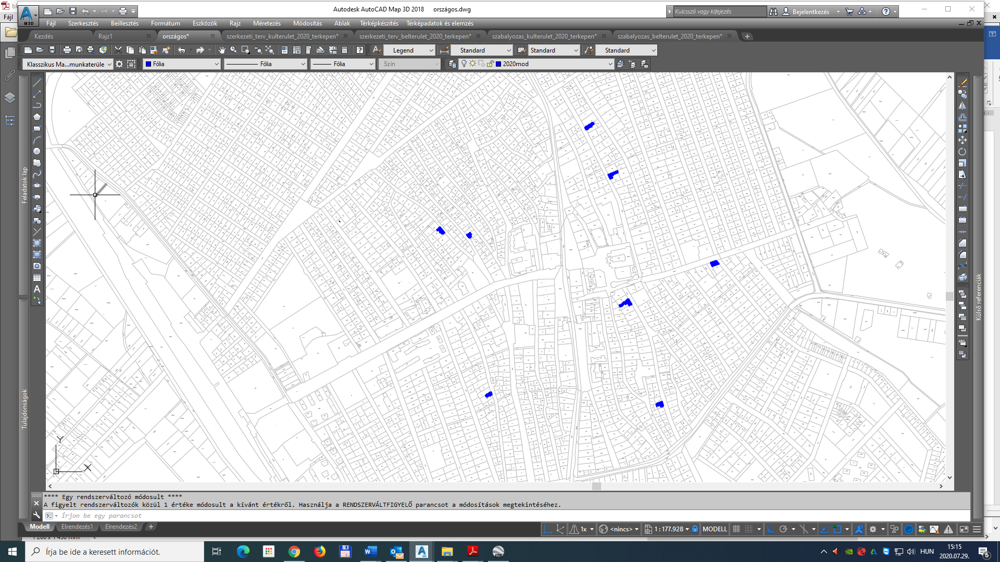 Autodesk AutoCAD Map 3D 2018 országos.dwg
Kulcsszó vagy kifejezés
Bejelentkezés
M3D
Fájl
Fájl Szerkesztés Beillesztés Formátum Eszközök Rajz Méretezés Módosítás Ablak Térképkészítés Térképadatok és elemzés
Kezdés Rajz1 országos* szerkezeti_terv_kulterulet_2020_terkepen* szerkezeti_terv_belterulet_2020_terkepen* szabalyozas_kulterulet_2020_terkepen* szabalyozas_belterulet_2020_terkepen*
Legend Standard Standard Standard
Klasszikus Ma...munkaterüle Fólia Fólia Fólia Szín 2020mod
Feladatok lap
Tulajdonságok
Külső referenciák
A
ABC
Y
X
**** Egy rendszerváltozó módosult ****
A figyelt rendszerváltozók közül 1 értéke módosult a kívánt értékről. Használja a RENDSZERVÁLTFIGYELŐ parancsot a módosítások megtekintéséhez.
Írjon be egy parancsot
Modell Elrendezés1 Elrendezés2
1x <nincs> 1 : 177.928 MODELL
Írja be ide a keresett információt.
HUN
15:15
2020.07.29.
6